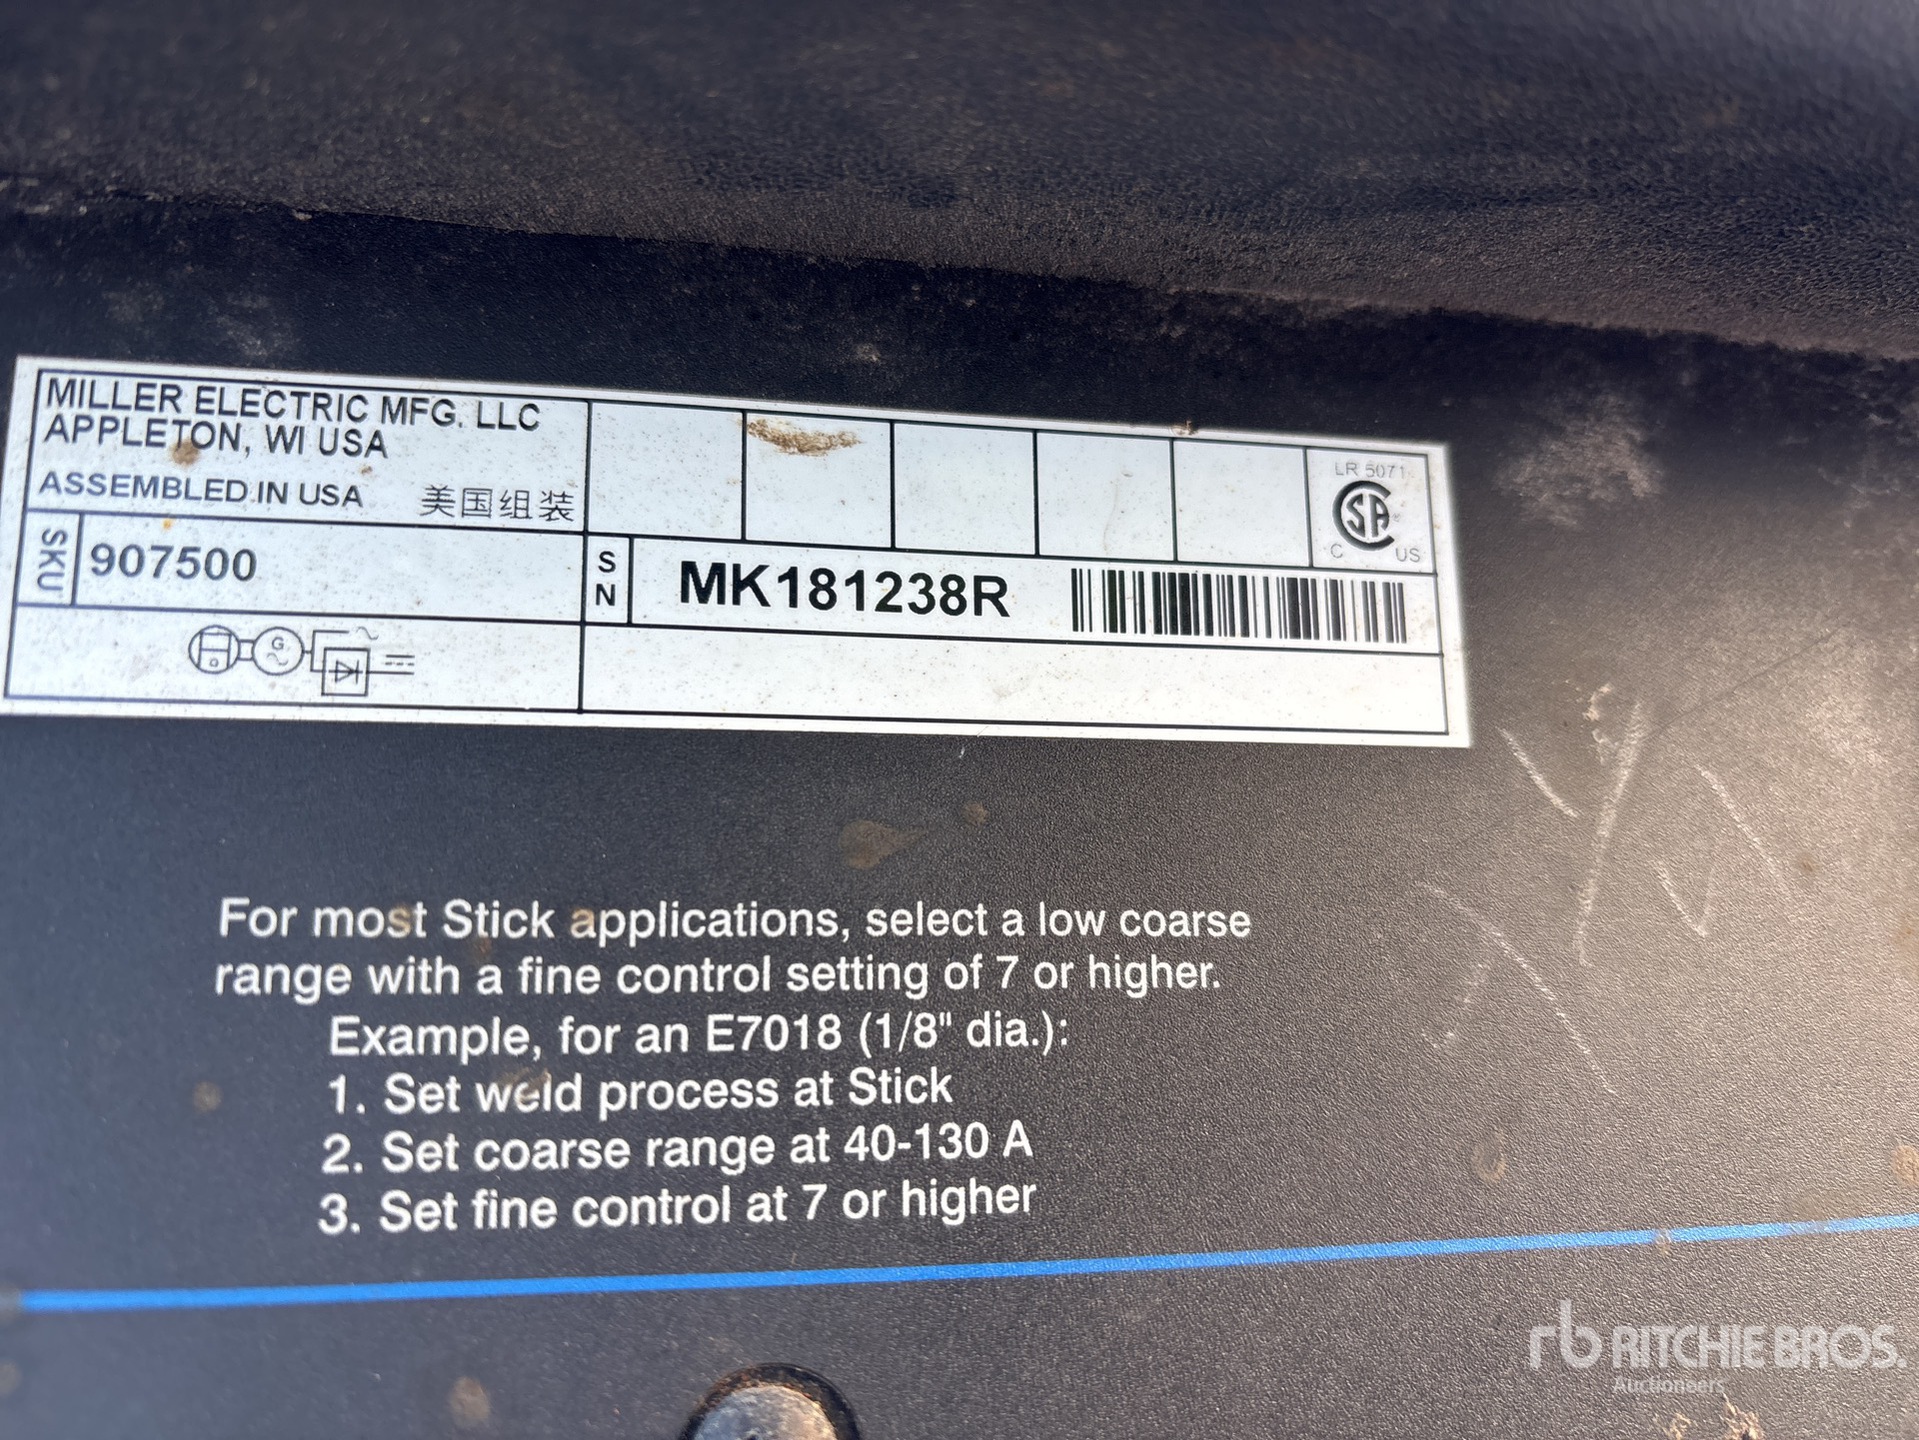 MILLER ELECTRIC MFG. LLC
APPLETON, WI USA
ASSEMBLED IN USA 美国组装
LR 5071
CSA
C US
SKU 907500
SN MK181238R
G
For most Stick applications, select a low coarse
range with a fine control setting of 7 or higher.
Example, for an E7018 (1/8" dia.):
1. Set weld process at Stick
2. Set coarse range at 40-130 A
3. Set fine control at 7 or higher
rb RITCHIE BROS.
Auctioneers